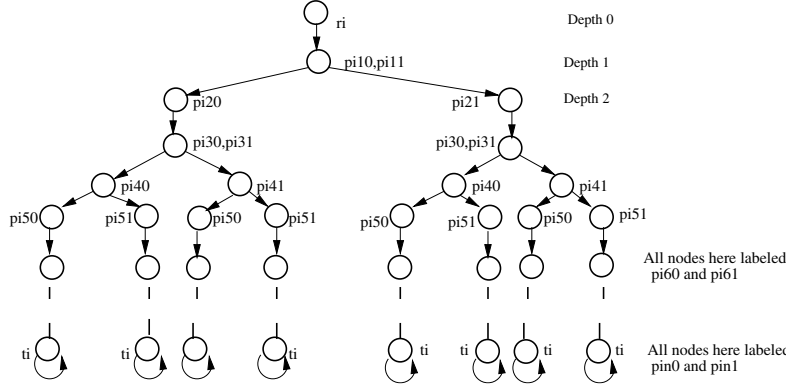 Depth 0
ri
pi10,pi11
Depth 1
pi20
pi21
Depth 2
pi30,pi31
pi30,pi31
pi40
pi41
pi40
pi41
pi50
pi51
pi50
pi51
pi50
pi51
pi50
pi51
All nodes here labeled
pi60 and pi61
ti
ti
ti
ti
ti
ti
ti
All nodes here labeled
pin0 and pin1